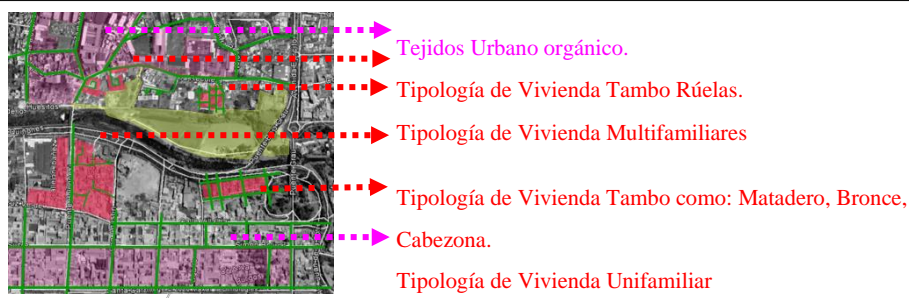 Tejidos Urbano orgánico.
Tipología de Vivienda Tambo Rúelas.
Tipología de Vivienda Multifamiliares
Tipología de Vivienda Tambo como: Matadero, Bronce,
Cabezona.
Tipología de Vivienda Unifamiliar